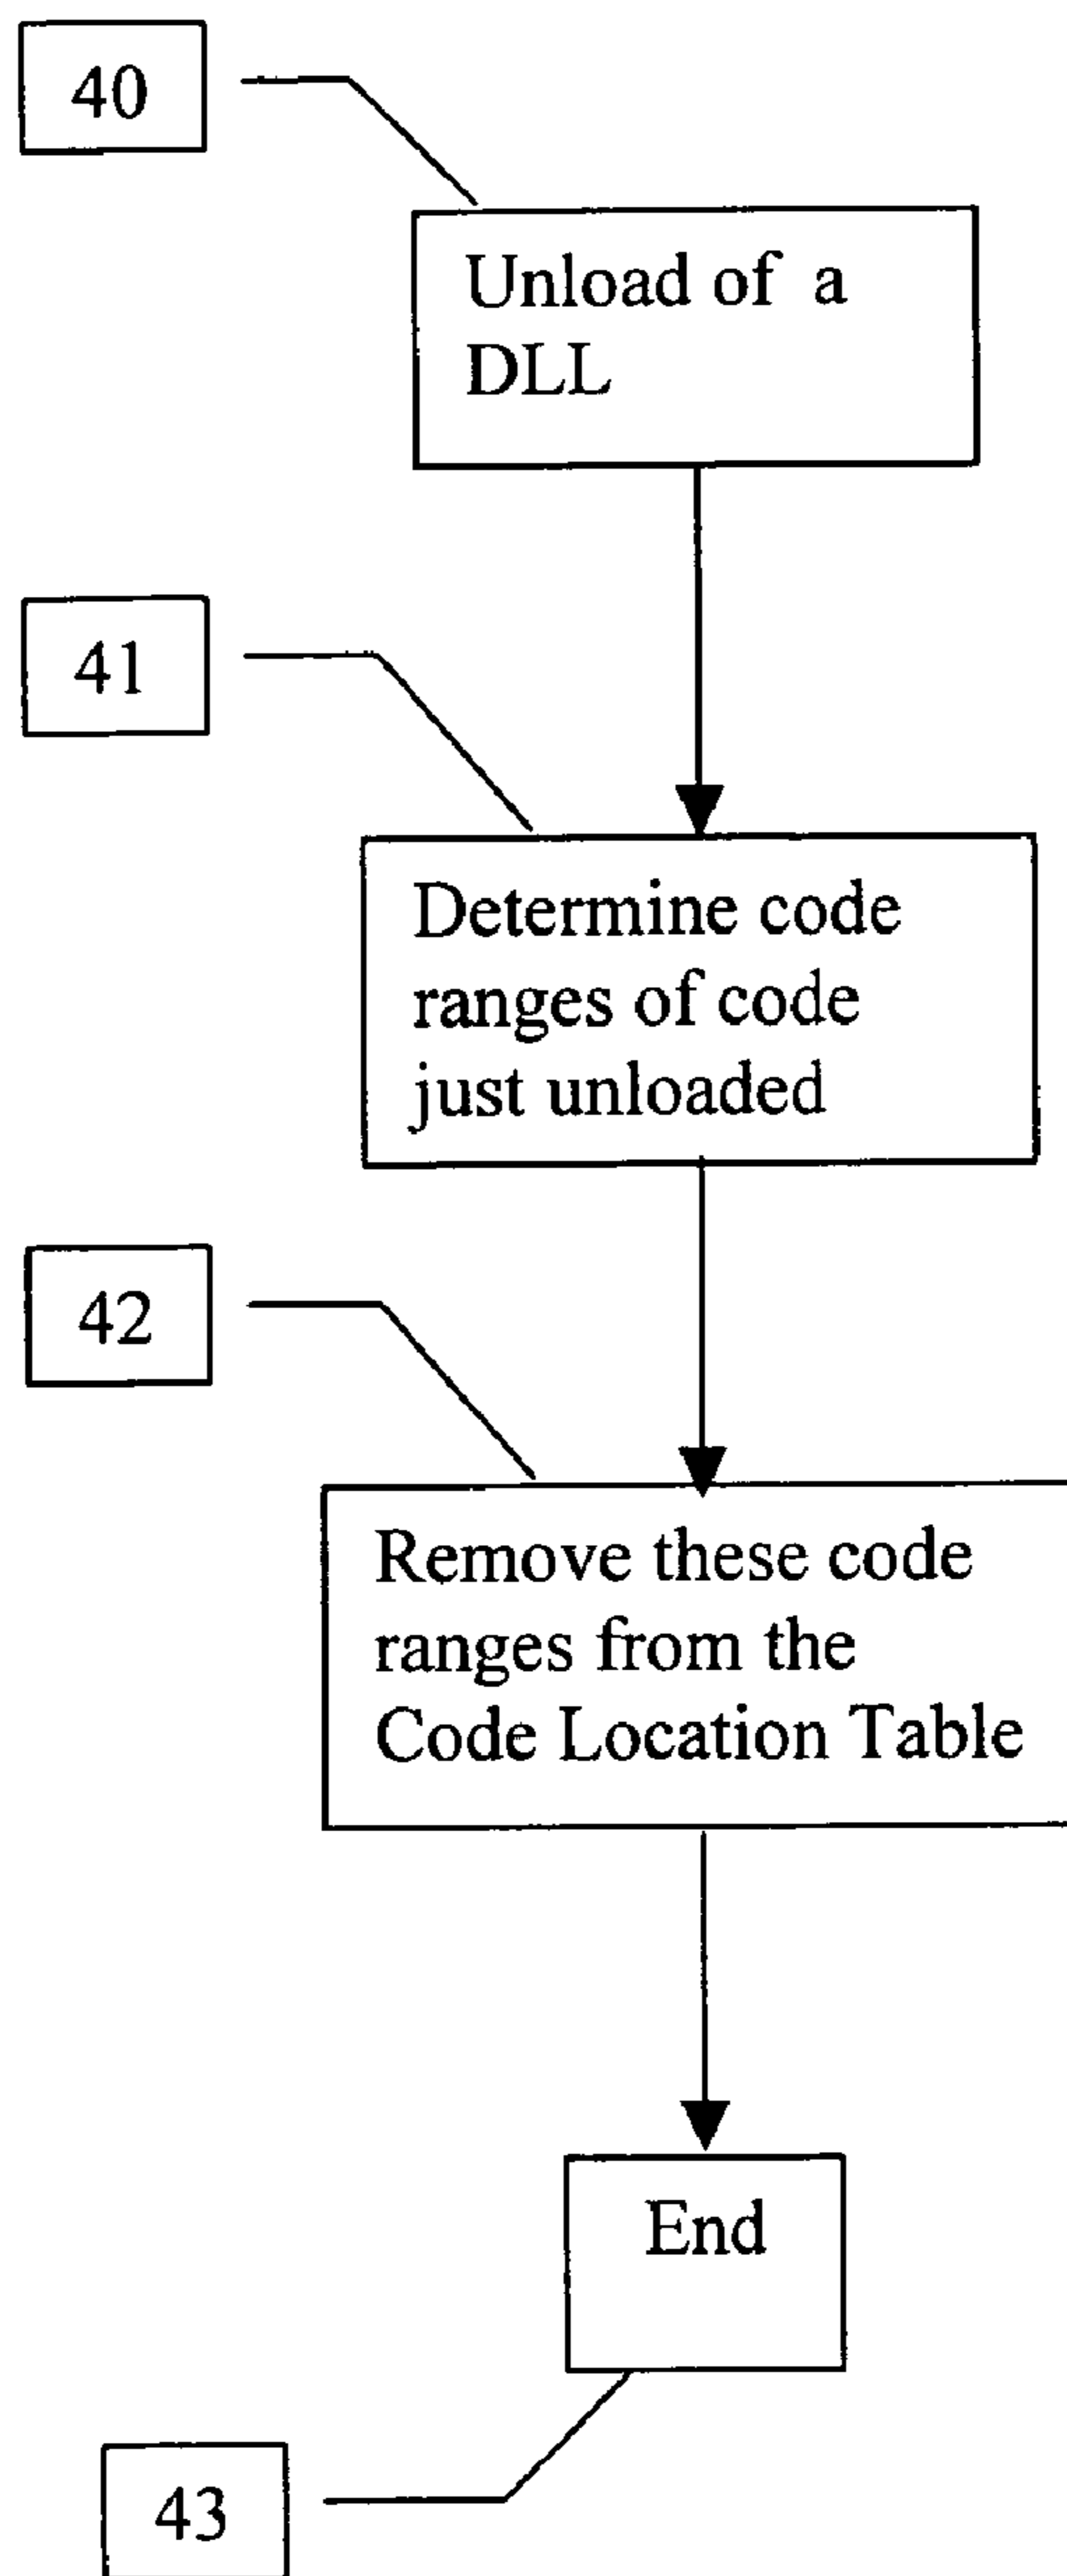 40
Unload of a
DLL
41
Determine code
ranges of code
just unloaded
42
Remove these code
ranges from the
Code Location Table
End
43